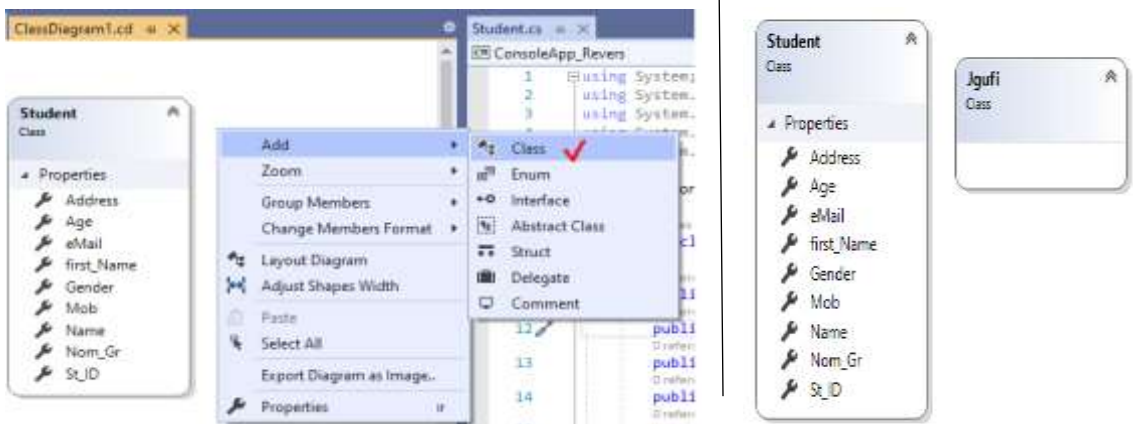 ClassDiagram1.cd
Student
Class
Properties
Address
Age
eMail
first_Name
Gender
Mob
Name
Nom_Gr
St_ID
Add
Zoom
Group Members
Change Members Format
Layout Diagram
Adjust Shapes Width
Paste
Select All
Export Diagram as Image..
Properties
Class
Enum
Interface
Abstract Class
Struct
Delegate
Comment
Student.cs
ConsoleApp_Revers
1 using System;
2 using System.
3 using System.
12 publi
13 publi
14 publi
Student
Class
Properties
Address
Age
eMail
first_Name
Gender
Mob
Name
Nom_Gr
St_ID
Jgufi
Class